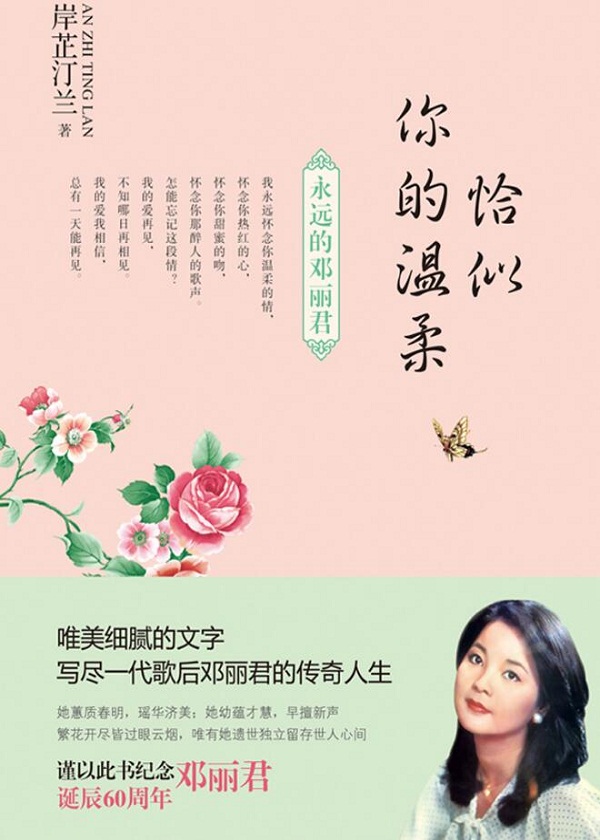 恰似
你的温柔
永远的邓丽君
我永远怀念你温柔的情，
怀念你热红的心，
怀念你甜蜜的吻，
怀念你那醉人的歌声。
怎能忘记这段情？
我的爱再见，
不知哪日再相见。
我的爱我相信，
总有一天能再见。
岸芷汀兰 著
AN ZHI TING LAN
唯美细腻的文字
写尽一代歌后邓丽君的传奇人生
她蕙质春明，瑶华济美；她幼蕴才慧，早擅新声
繁花开尽皆过眼云烟，唯有她遗世独立留存世人心间
谨以此书纪念邓丽君
诞辰60周年